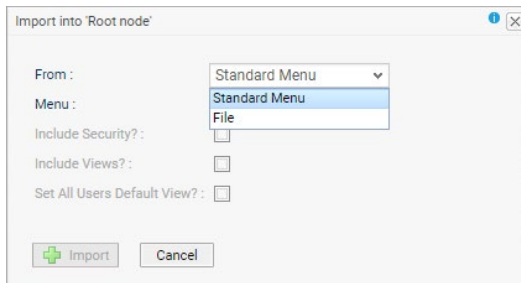 Import into 'Root node'
From : Standard Menu
Menu : Standard Menu
File
Include Security? :
Include Views? :
Set All Users Default View? :
Import Cancel